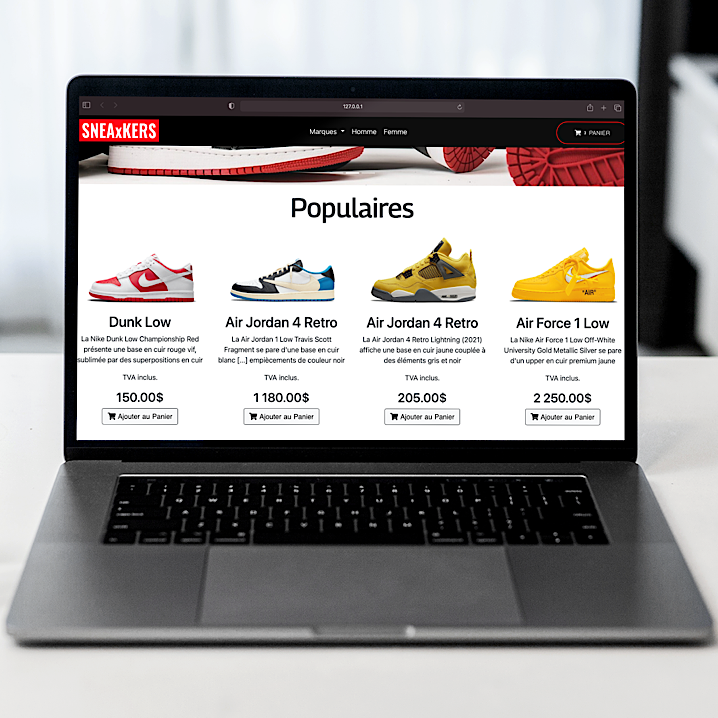 127.0.0.1
SNEAxKERS
Marques Homme Femme
PANIER
Populaires
Dunk Low
La Nike Dunk Low Championship Red
présente une base en cuir rouge vif,
sublimée par des superpositions en cuir
TVA inclus.
150.00$
Ajouter au Panier
Air Jordan 4 Retro
La Air Jordan 1 Low Travis Scott
Fragment se pare d'une base en cuir
blanc [...] empiècements de couleur noir
TVA inclus.
1 180.00$
Ajouter au Panier
Air Jordan 4 Retro
La Air Jordan 4 Retro Lightning (2021)
affiche une base en cuir jaune couplée à
des éléments gris et noir
TVA inclus.
205.00$
Ajouter au Panier
"AIR"
Air Force 1 Low
La Nike Air Force 1 Low Off-White
University Gold Metallic Silver se pare
d'un upper en cuir premium jaune
TVA inclus.
2 250.00$
Ajouter au Panier